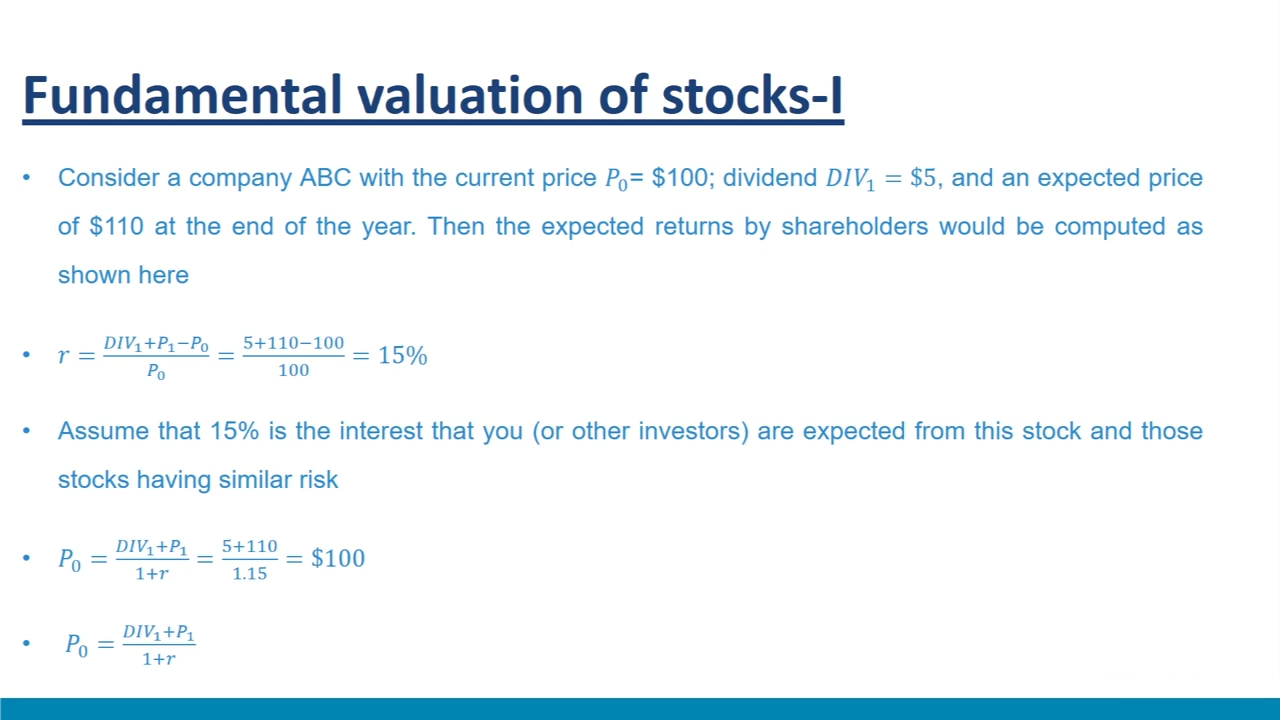 Fundamental valuation of stocks-I
• Consider a company ABC with the current price P₀= $100; dividend DIV₁ = $5, and an expected price
of $110 at the end of the year. Then the expected returns by shareholders would be computed as
shown here
• r = (DIV₁+P₁−P₀)/P₀ = (5+110−100)/100 = 15%
• Assume that 15% is the interest that you (or other investors) are expected from this stock and those
stocks having similar risk
• P₀ = (DIV₁+P₁)/(1+r) = (5+110)/1.15 = $100
• P₀ = (DIV₁+P₁)/(1+r)